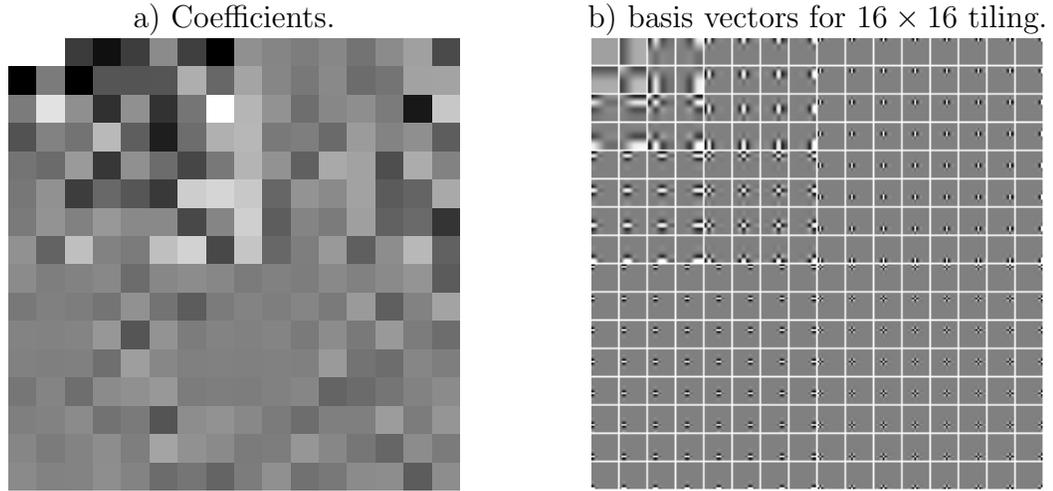 a) Coefficients.
b) basis vectors for 16 × 16 tiling.